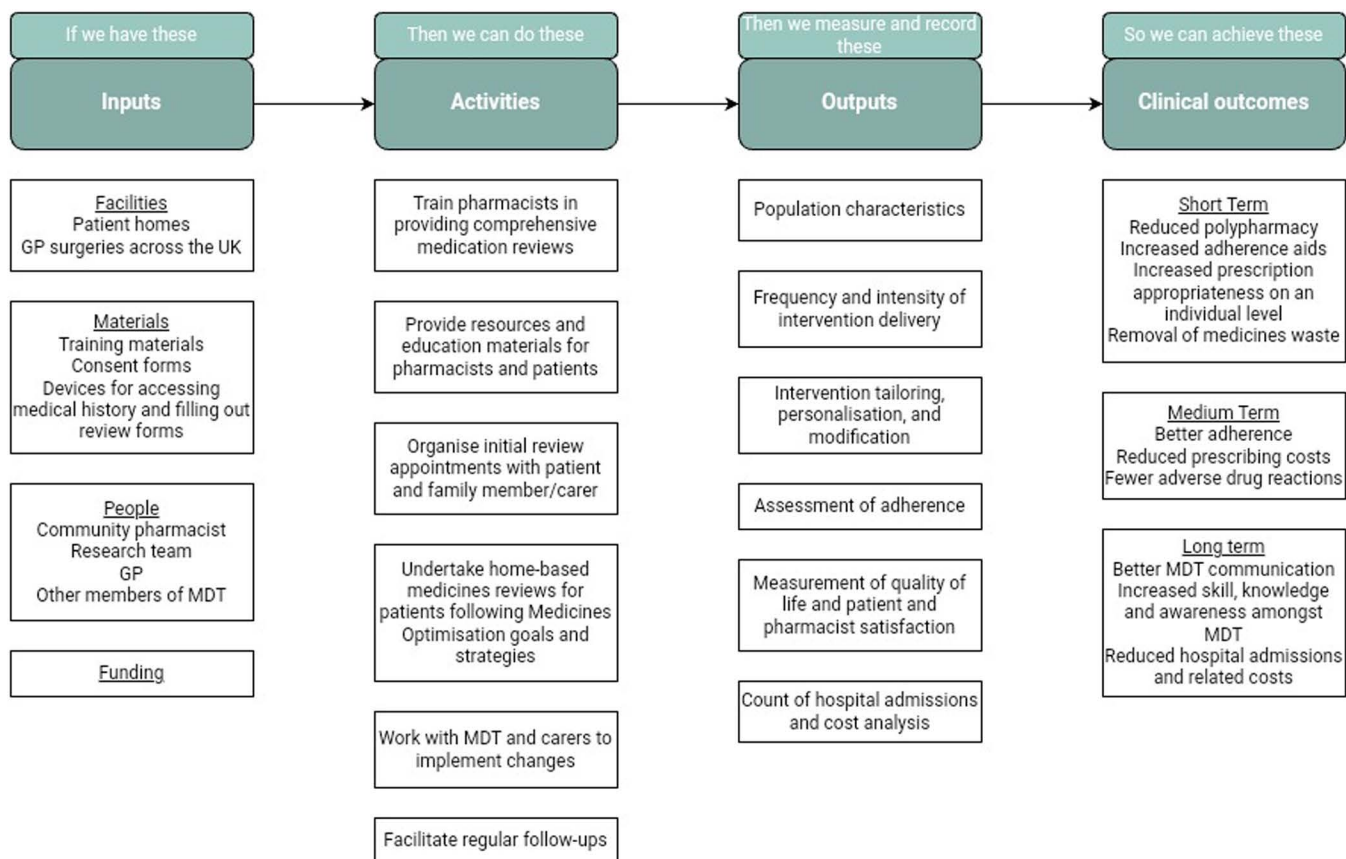 If we have these
Inputs
Facilities
Patient homes
GP surgeries across the UK
Materials
Training materials
Consent forms
Devices for accessing
medical history and filling out
review forms
People
Community pharmacist
Research team
GP
Other members of MDT
Funding
Then we can do these
Activities
Train pharmacists in
providing comprehensive
medication reviews
Provide resources and
education materials for
pharmacists and patients
Organise initial review
appointments with patient
and family member/carer
Undertake home-based
medicines reviews for
patients following Medicines
Optimisation goals and
strategies
Work with MDT and carers to
implement changes
Facilitate regular follow-ups
Then we measure and record
these
Outputs
Population characteristics
Frequency and intensity of
intervention delivery
Intervention tailoring,
personalisation, and
modification
Assessment of adherence
Measurement of quality of
life and patient and
pharmacist satisfaction
Count of hospital admissions
and cost analysis
So we can achieve these
Clinical outcomes
Short Term
Reduced polypharmacy
Increased adherence aids
Increased prescription
appropriateness on an
individual level
Removal of medicines waste
Medium Term
Better adherence
Reduced prescribing costs
Fewer adverse drug reactions
Long term
Better MDT communication
Increased skill, knowledge
and awareness amongst
MDT
Reduced hospital admissions
and related costs